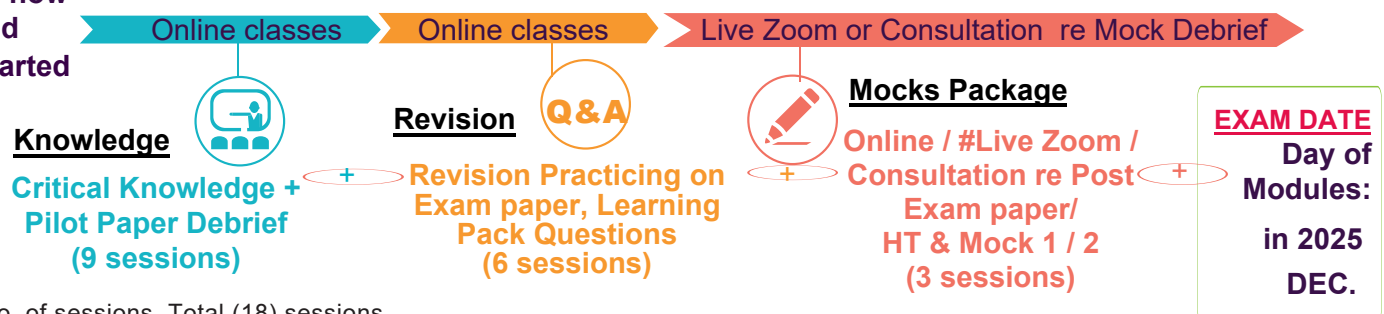 now
d
arted
Online classes
Online classes
Live Zoom or Consultation re Mock Debrief
Knowledge
Critical Knowledge +
Pilot Paper Debrief
(9 sessions)
+
Revision
Q&A
Revision Practicing on
Exam paper, Learning
Pack Questions
(6 sessions)
+
Mocks Package
Online / #Live Zoom /
Consultation re Post
Exam paper/
HT & Mock 1 / 2
(3 sessions)
+
EXAM DATE
Day of
Modules:
in 2025
DEC.
o. of sessions Total (18) sessions